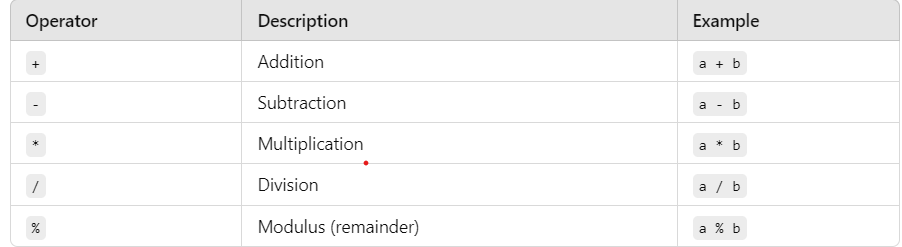 Operator Description Example
+ Addition a + b
- Subtraction a - b
* Multiplication a * b
/ Division a / b
% Modulus (remainder) a % b